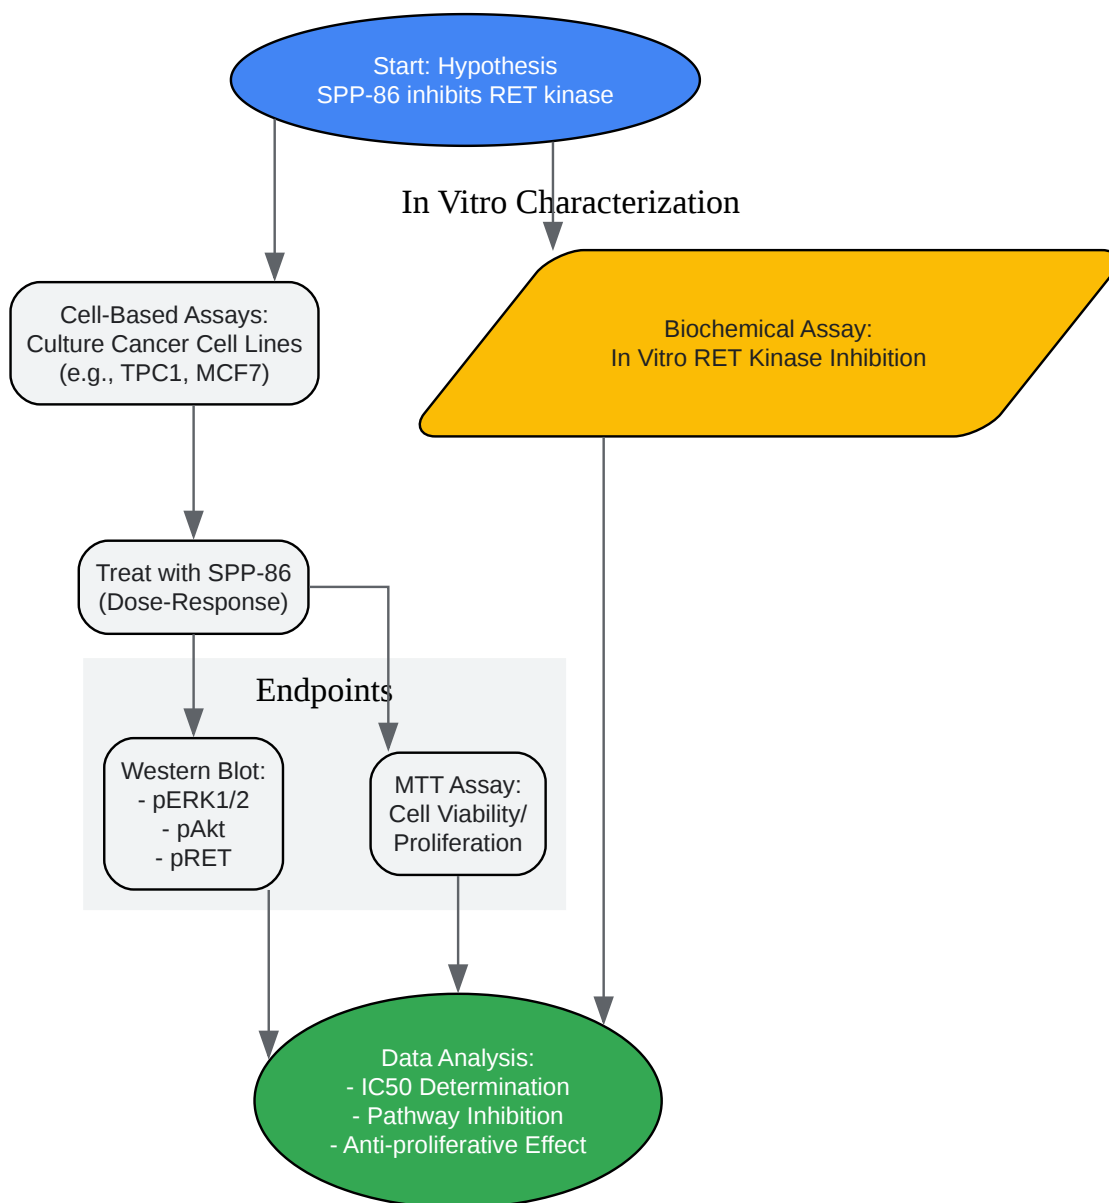 Start: Hypothesis
SPP-86 inhibits RET kinase
In Vitro Characterization
Cell-Based Assays:
Culture Cancer Cell Lines
(e.g., TPC1, MCF7)
Biochemical Assay:
In Vitro RET Kinase Inhibition
Treat with SPP-86
(Dose-Response)
Endpoints
Western Blot:
- pERK1/2
- pAkt
- pRET
MTT Assay:
Cell Viability/
Proliferation
Data Analysis:
- IC50 Determination
- Pathway Inhibition
- Anti-proliferative Effect